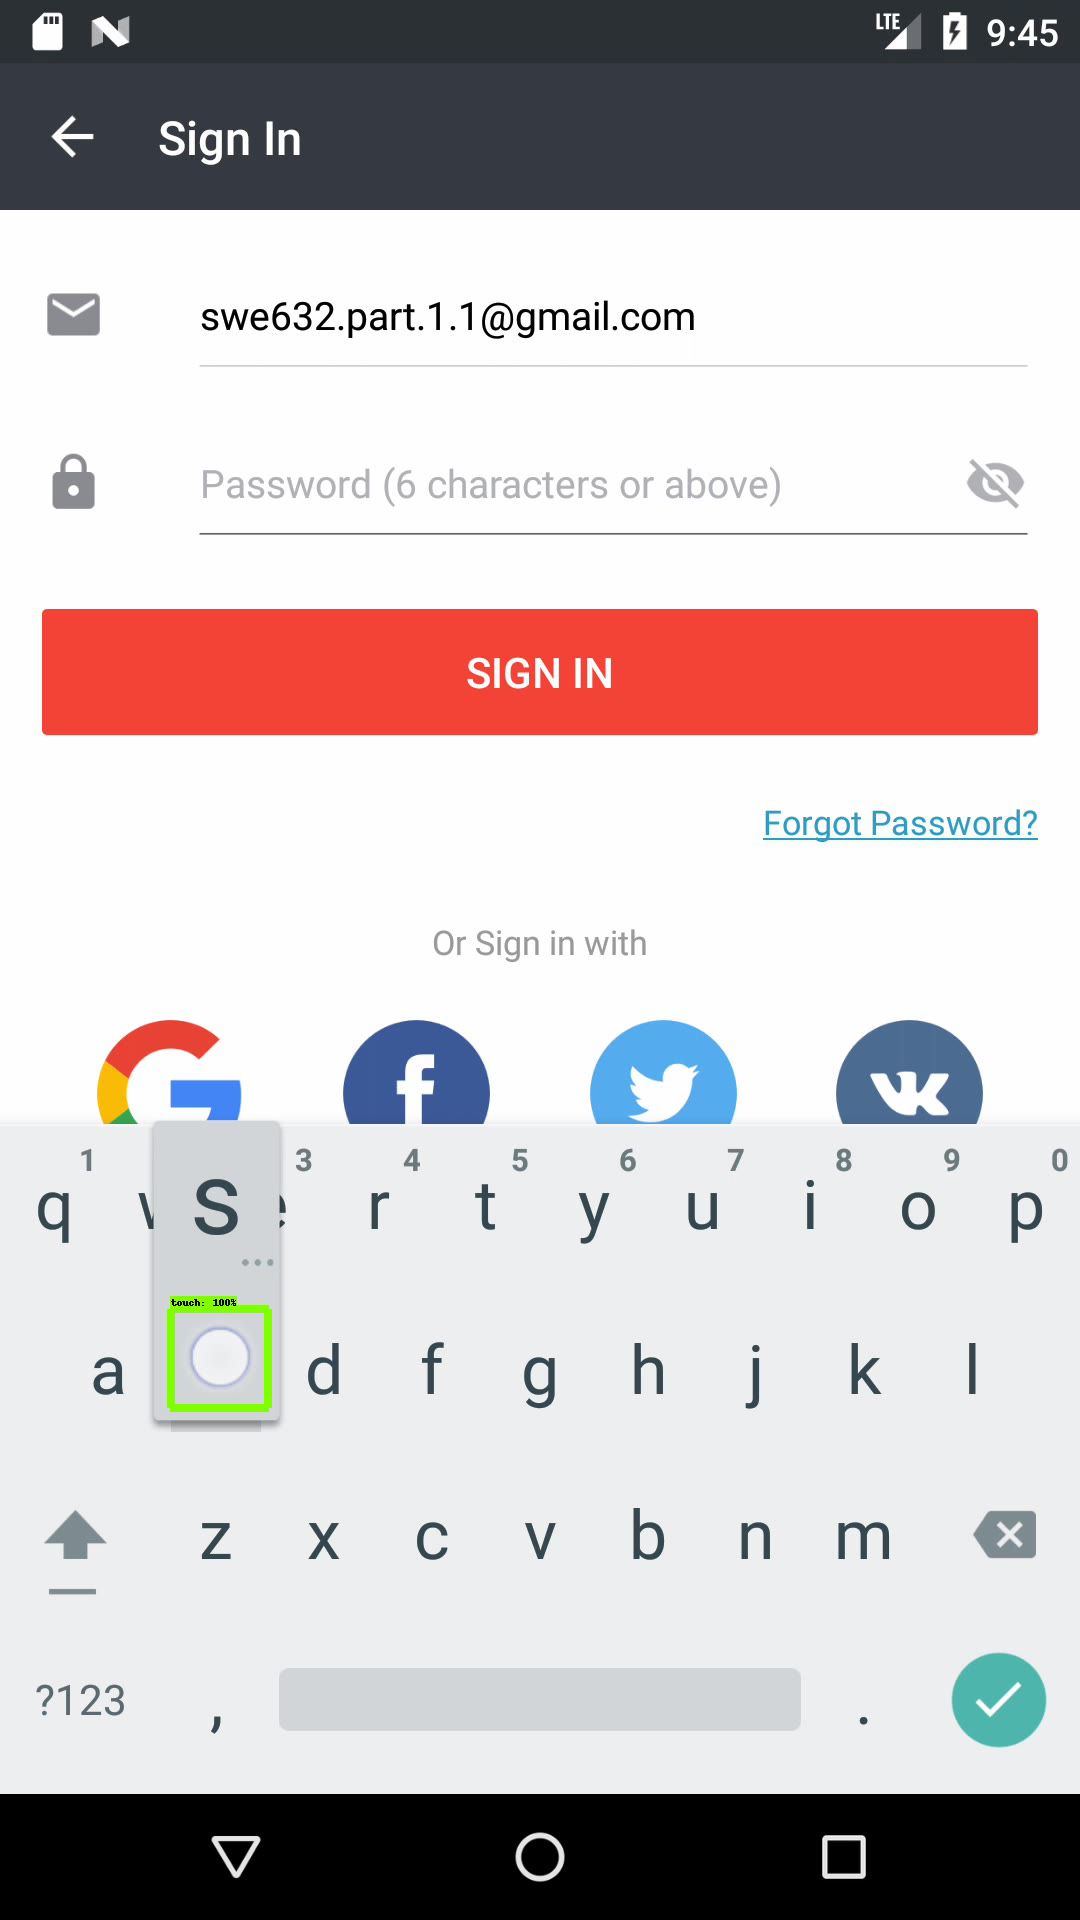 LTE 9:45
Sign In
swe632.part.1.1@gmail.com
Password (6 characters or above)
SIGN IN
Forgot Password?
Or Sign in with
1 3 4 5 6 7 8 9 0
q w s e r t y u i o p
touch: 100%
a d f g h j k l
z x c v b n m
?123 , .